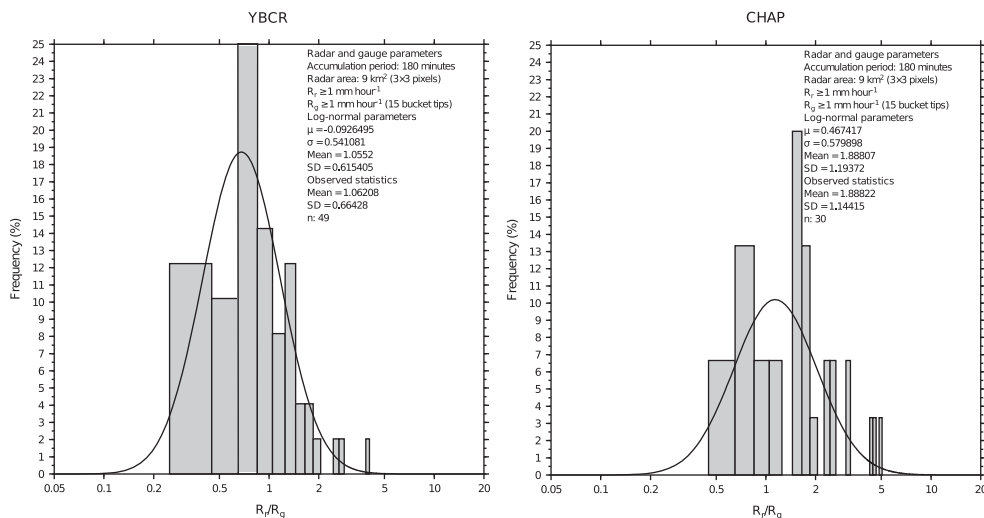 YBCR
25
24
23
22
21
20
19
18
17
16
15
14
13
12
11
10
9
8
7
6
5
4
3
2
1
0
Frequency (%)
Radar and gauge parameters
Accumulation period: 180 minutes
Radar area: 9 km² (3×3 pixels)
Rᵣ ≥1 mm hour⁻¹
R_g ≥1 mm hour⁻¹ (15 bucket tips)
Log-normal parameters
μ =-0.0926495
σ = 0.541081
Mean = 1.0552
SD = 0.615405
Observed statistics
Mean = 1.06208
SD = 0.66428
n: 49
0.05 0.1 0.2 0.5 1 2 5 10 20
Rᵣ/R_g
CHAP
25
24
23
22
21
20
19
18
17
16
15
14
13
12
11
10
9
8
7
6
5
4
3
2
1
0
Frequency (%)
Radar and gauge parameters
Accumulation period: 180 minutes
Radar area: 9 km² (3×3 pixels)
Rᵣ ≥1 mm hour⁻¹
R_g ≥1 mm hour⁻¹ (15 bucket tips)
Log-normal parameters
μ = 0.467417
σ = 0.579898
Mean = 1.88807
SD = 1.19372
Observed statistics
Mean = 1.88822
SD = 1.14415
n: 30
0.05 0.1 0.2 0.5 1 2 5 10 20
Rᵣ/R_g